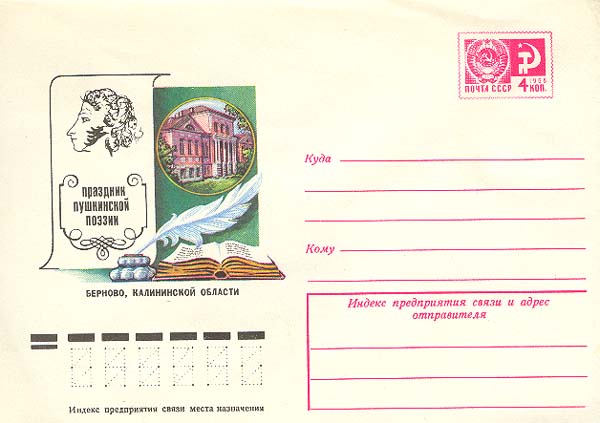 ПОЧТА СССР
1966
4 КОП.
праздник
пушкинской
поэзии
БЕРНОВО, КАЛИНИНСКОЙ ОБЛАСТИ
Куда
Кому
Индекс предприятия связи и адрес
отправителя
Индекс предприятия связи места назначения